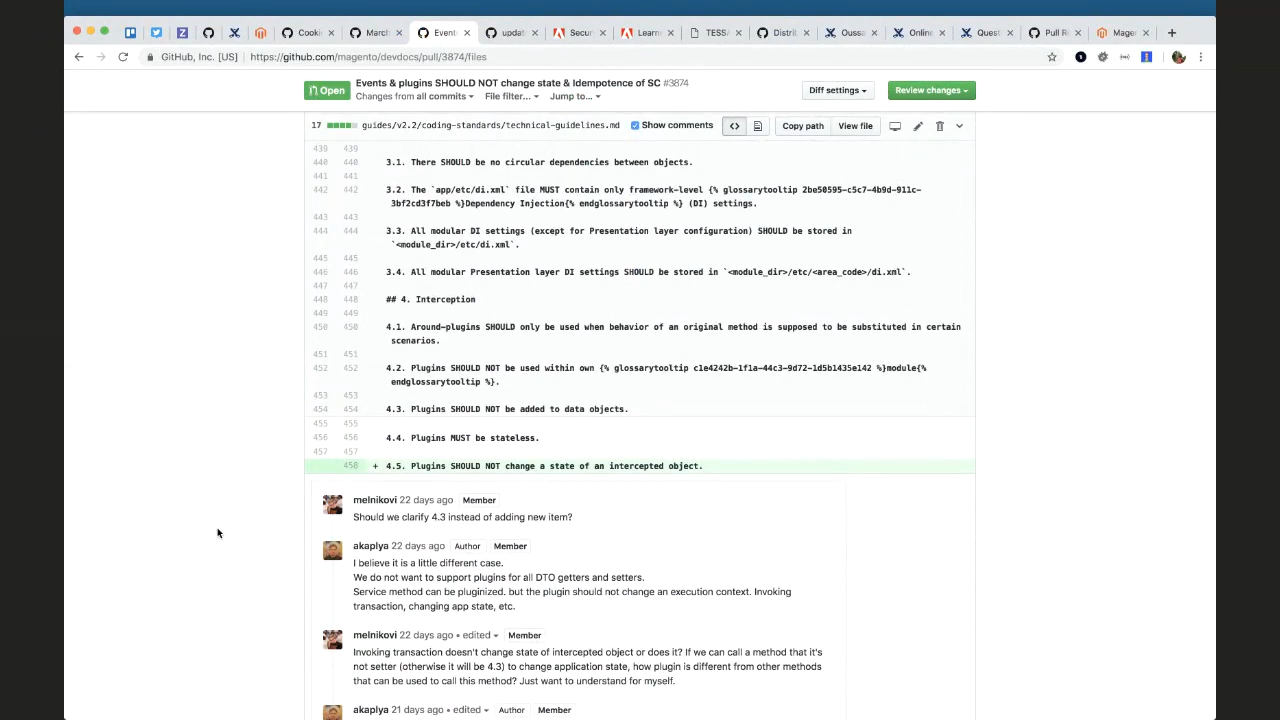 Cookie
March
Event
update
Secur
Learn
TESSA
Distril
Oussa
Online
Quest
Pull Re
Magen
GitHub, Inc. [US]
https://github.com/magento/devdocs/pull/3874/files
Open
Events & plugins SHOULD NOT change state & Idempotence of SC #3874
Changes from all commits
File filter...
Jump to...
Diff settings
Review changes
17
guides/v2.2/coding-standards/technical-guidelines.md
Show comments
Copy path
View file
439 439
440 440 3.1. There SHOULD be no circular dependencies between objects.
441 441
442 442 3.2. The `app/etc/di.xml` file MUST contain only framework-level {% glossarytooltip 2be50595-c5c7-4b9d-911c-
3bf2cd3f7beb %}Dependency Injection{% endglossarytooltip %} (DI) settings.
443 443
444 444 3.3. All modular DI settings (except for Presentation layer configuration) SHOULD be stored in
`<module_dir>/etc/di.xml`.
445 445
446 446 3.4. All modular Presentation layer DI settings SHOULD be stored in `<module_dir>/etc/<area_code>/di.xml`.
447 447
448 448 ## 4. Interception
449 449
450 450 4.1. Around-plugins SHOULD only be used when behavior of an original method is supposed to be substituted in certain
scenarios.
451 451
452 452 4.2. Plugins SHOULD NOT be used within own {% glossarytooltip c1e4242b-1f1a-44c3-9d72-1d5b1435e142 %}module{%
endglossarytooltip %}.
453 453
454 454 4.3. Plugins SHOULD NOT be added to data objects.
455 455
456 456 4.4. Plugins MUST be stateless.
457 457
458 + 4.5. Plugins SHOULD NOT change a state of an intercepted object.
melnikovi 22 days ago Member
Should we clarify 4.3 instead of adding new item?
akaplya 22 days ago Author Member
I believe it is a little different case.
We do not want to support plugins for all DTO getters and setters.
Service method can be pluginized. but the plugin should not change an execution context. Invoking
transaction, changing app state, etc.
melnikovi 22 days ago • edited Member
Invoking transaction doesn't change state of intercepted object or does it? If we can call a method that it's
not setter (otherwise it will be 4.3) to change application state, how plugin is different from other methods
that can be used to call this method? Just want to understand for myself.
akaplya 21 days ago • edited Author Member